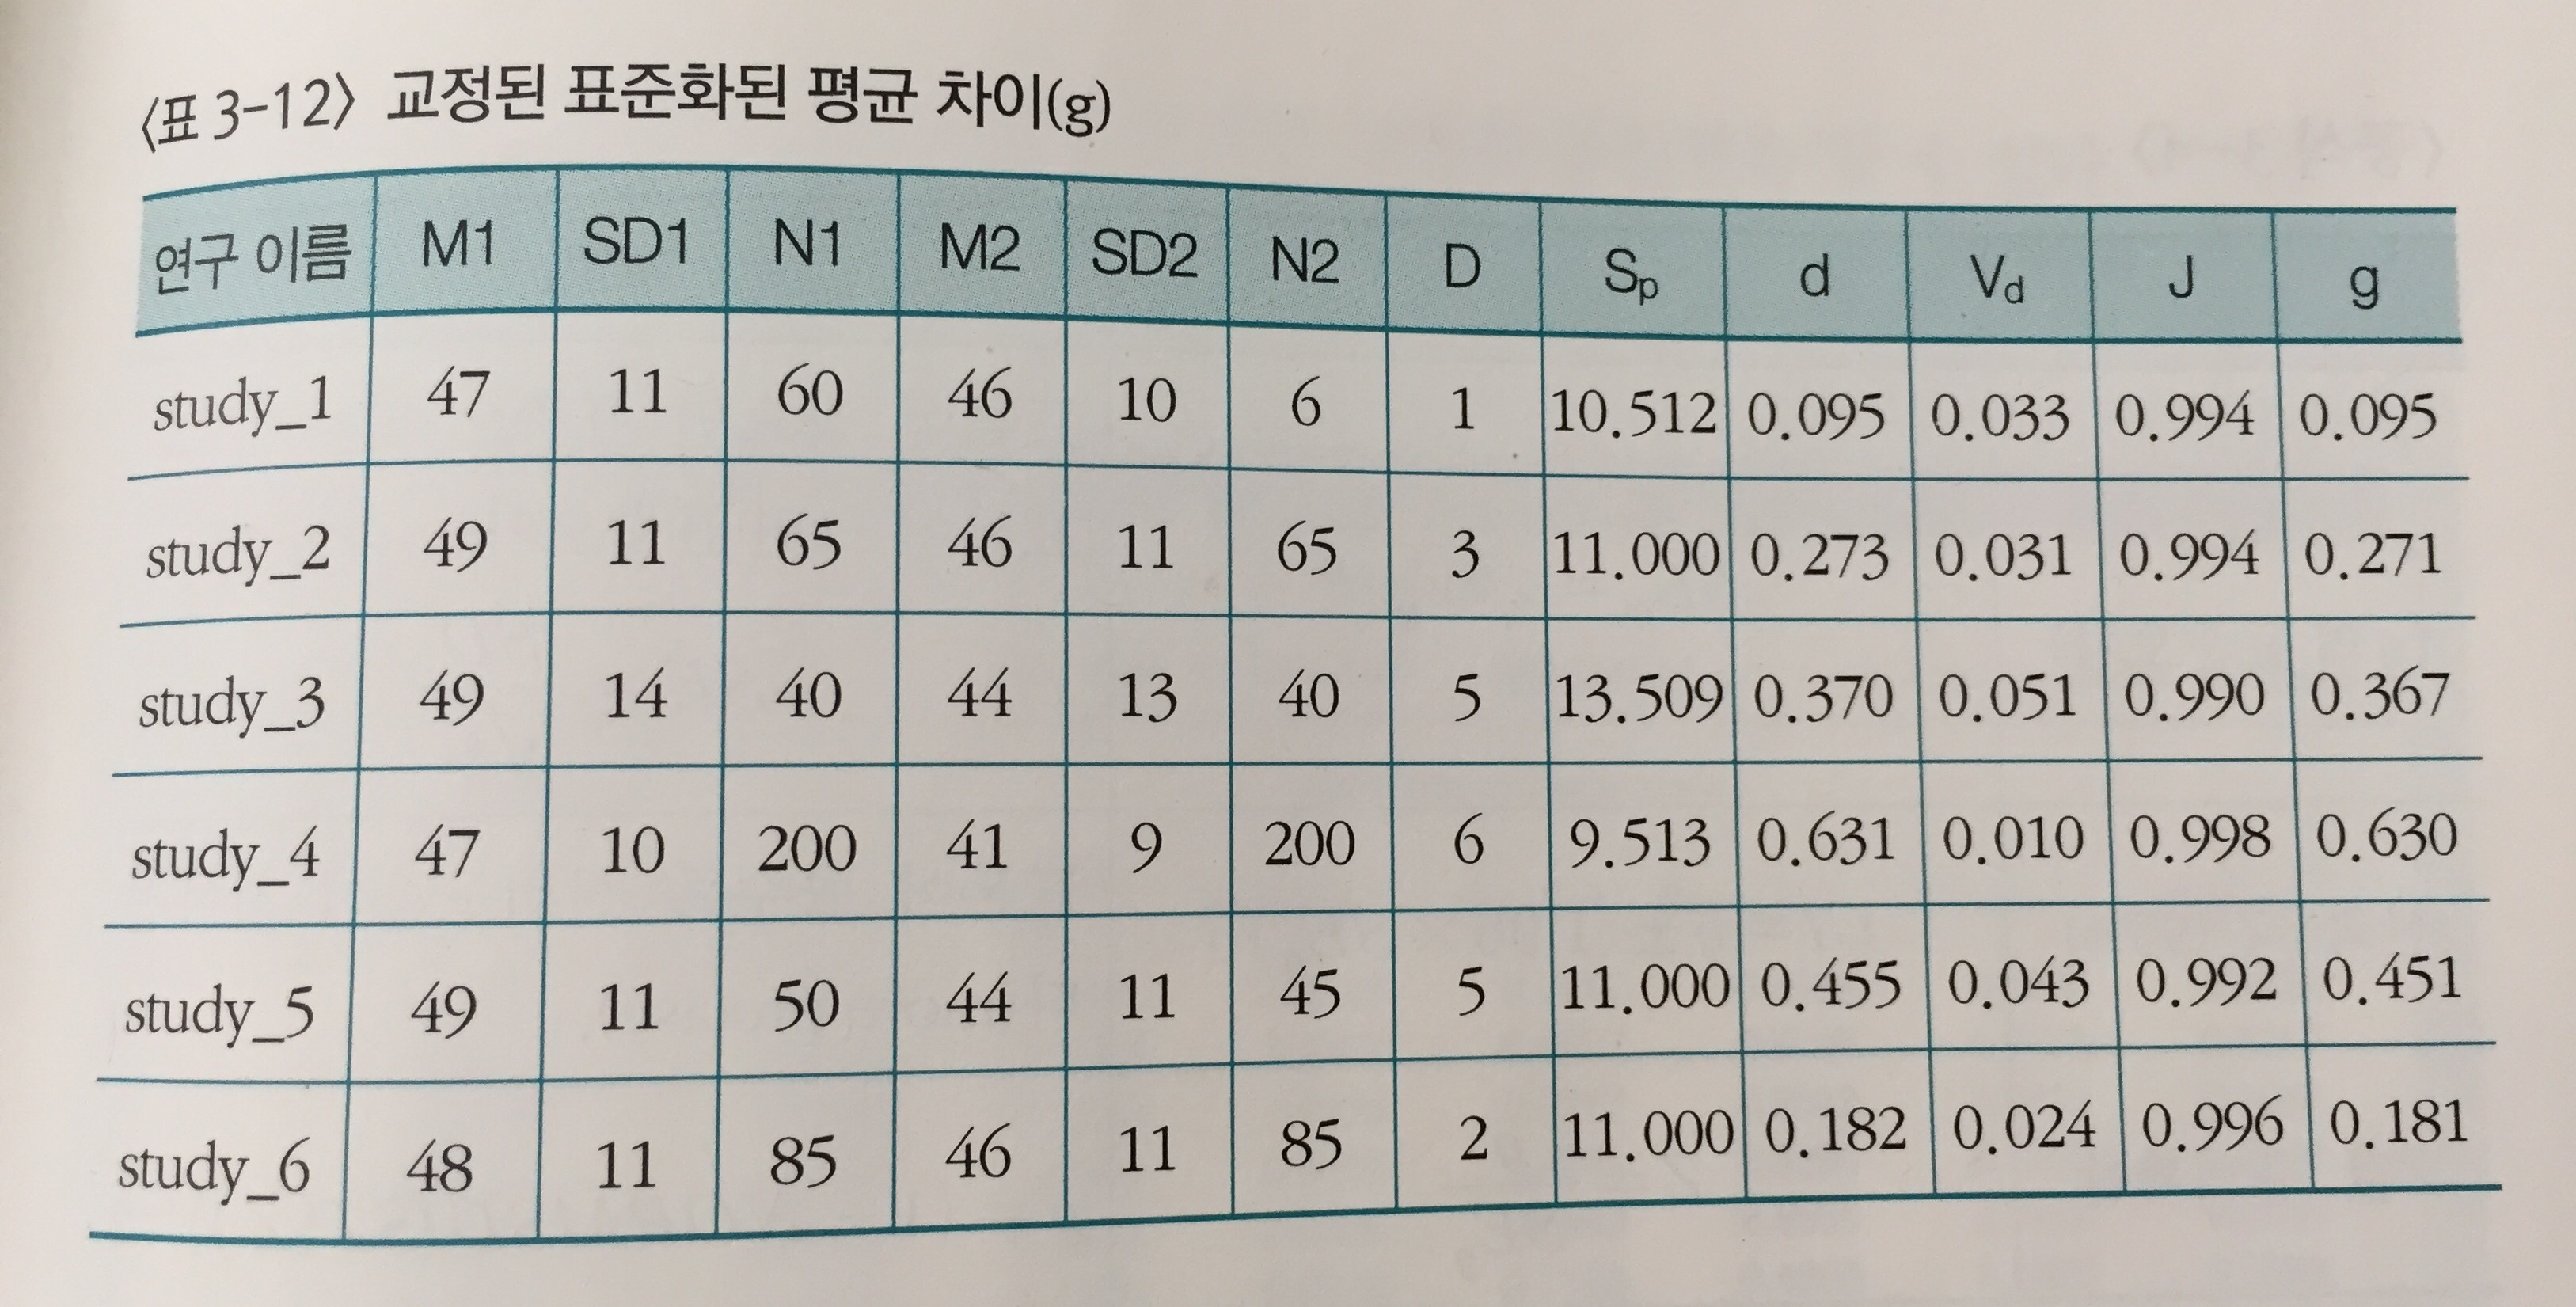 〈표 3-12〉 교정된 표준화된 평균 차이(g)
연구 이름 M1 SD1 N1 M2 SD2 N2 D Sp d Vd J g
study_1 47 11 60 46 10 6 1 10.512 0.095 0.033 0.994 0.095
study_2 49 11 65 46 11 65 3 11.000 0.273 0.031 0.994 0.271
study_3 49 14 40 44 13 40 5 13.509 0.370 0.051 0.990 0.367
study_4 47 10 200 41 9 200 6 9.513 0.631 0.010 0.998 0.630
study_5 49 11 50 44 11 45 5 11.000 0.455 0.043 0.992 0.451
study_6 48 11 85 46 11 85 2 11.000 0.182 0.024 0.996 0.181